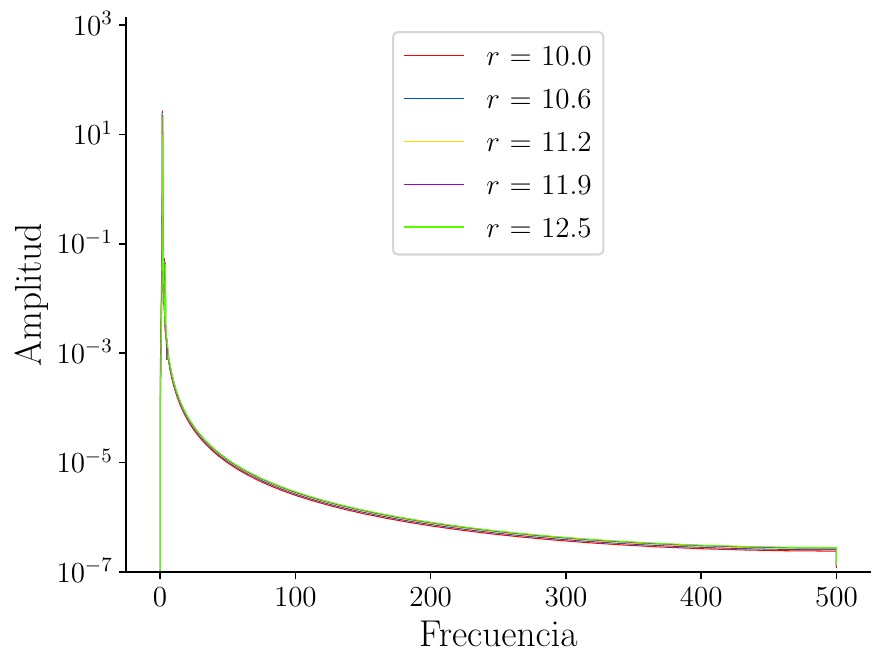 10^3
10^1
10^−1
10^−3
10^−5
10^−7
Amplitud
r = 10.0
r = 10.6
r = 11.2
r = 11.9
r = 12.5
0 100 200 300 400 500
Frecuencia